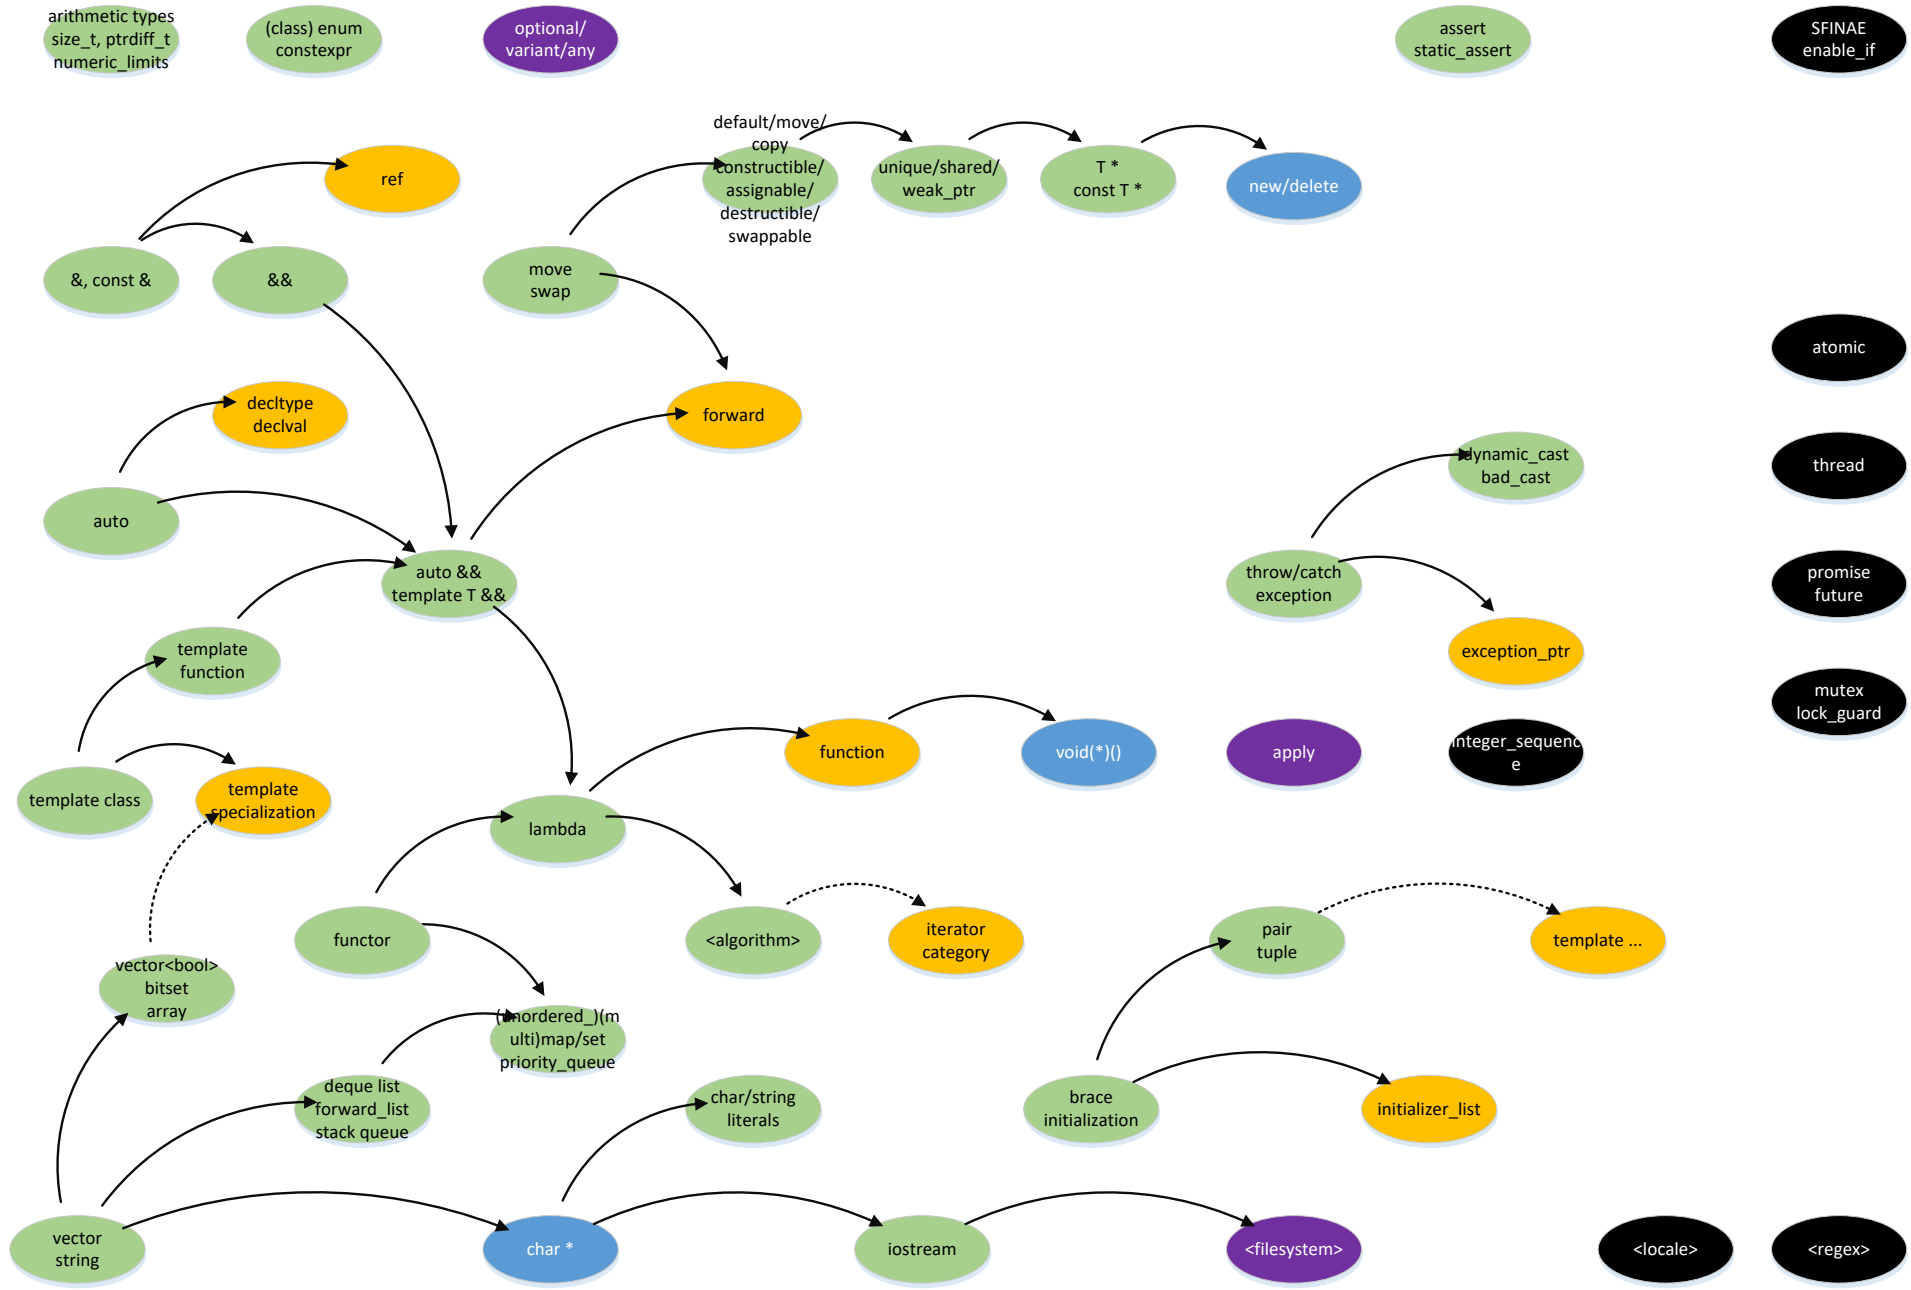 arithmetic types
size_t, ptrdiff_t
numeric_limits
(class) enum
constexpr
optional/
variant/any
assert
static_assert
SFINAE
enable_if
default/move/
copy
constructible/
assignable/
destructible/
swappable
unique/shared/
weak_ptr
T *
const T *
new/delete
ref
&, const &
&&
move
swap
atomic
decltype
declval
forward
dynamic_cast
bad_cast
thread
auto
auto &&
template T &&
throw/catch
exception
promise
future
template
function
exception_ptr
mutex
lock_guard
function
void(*)()
apply
integer_sequenc
e
template class
template
specialization
lambda
functor
<algorithm>
iterator
category
pair
tuple
template ...
vector<bool>
bitset
array
(unordered_)(m
ulti)map/set
priority_queue
deque list
forward_list
stack queue
char/string
literals
brace
initialization
initializer_list
vector
string
char *
iostream
<filesystem>
<locale>
<regex>